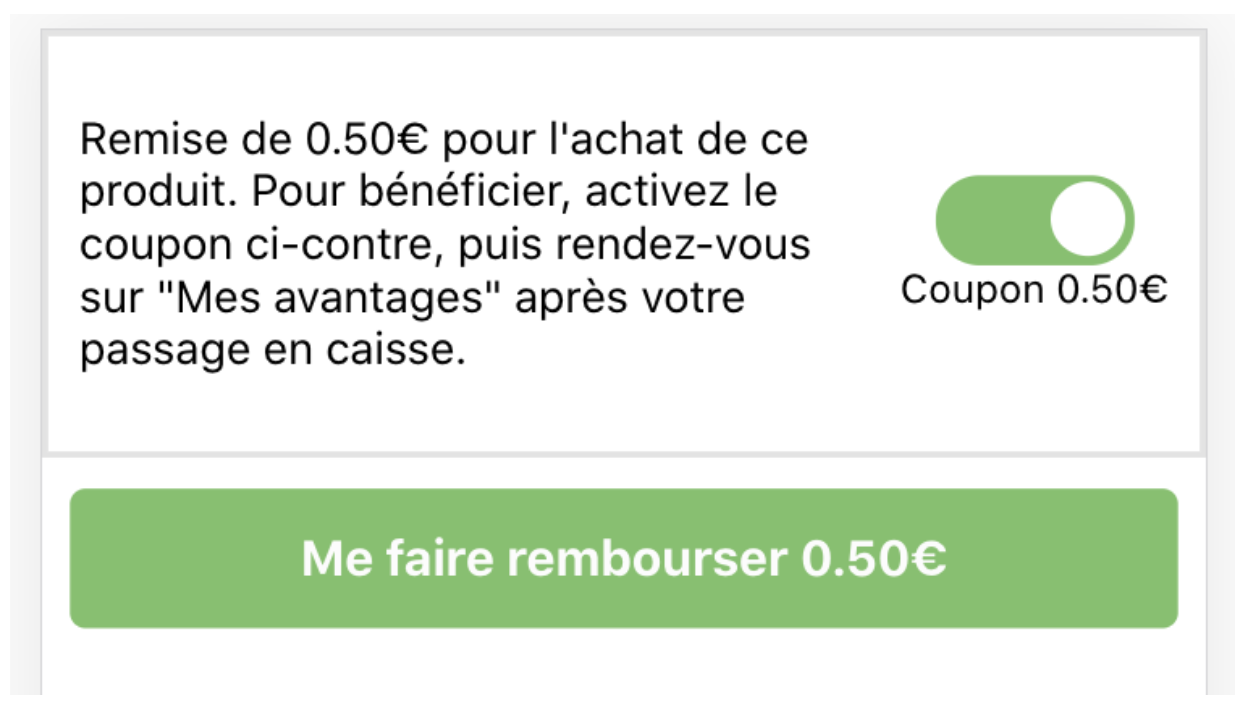 Remise de 0.50€ pour l'achat de ce
produit. Pour bénéficier, activez le
coupon ci-contre, puis rendez-vous
sur "Mes avantages" après votre
passage en caisse.
Coupon 0.50€
Me faire rembourser 0.50€